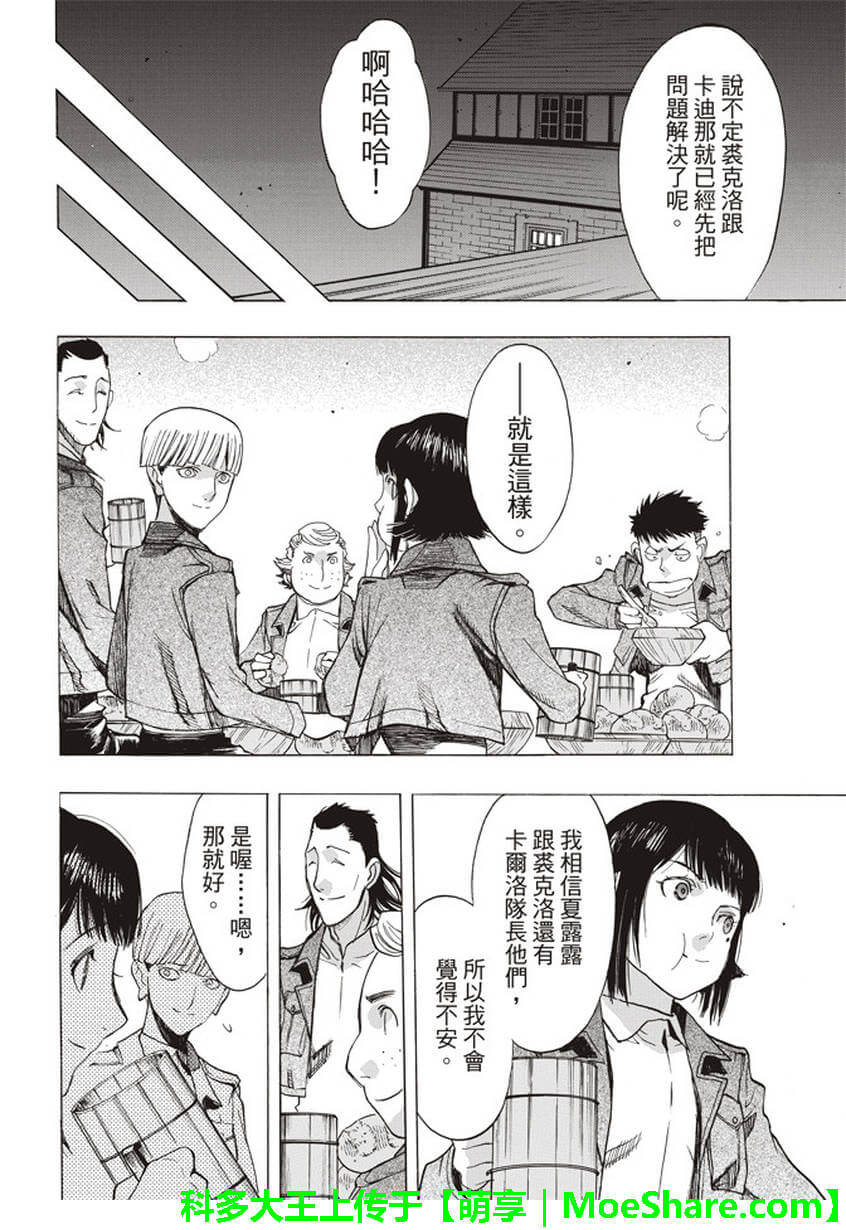 說不定裘克洛跟
卡迪那就已經先把
問題解決了呢。
啊哈哈哈！
——就是這樣。
我相信夏露露
跟裘克洛還有
卡爾洛隊長他們，
所以我不會
覺得不安。
是喔……嗯，
那就好。
科多大王上传于【萌享｜MoeShare.com】